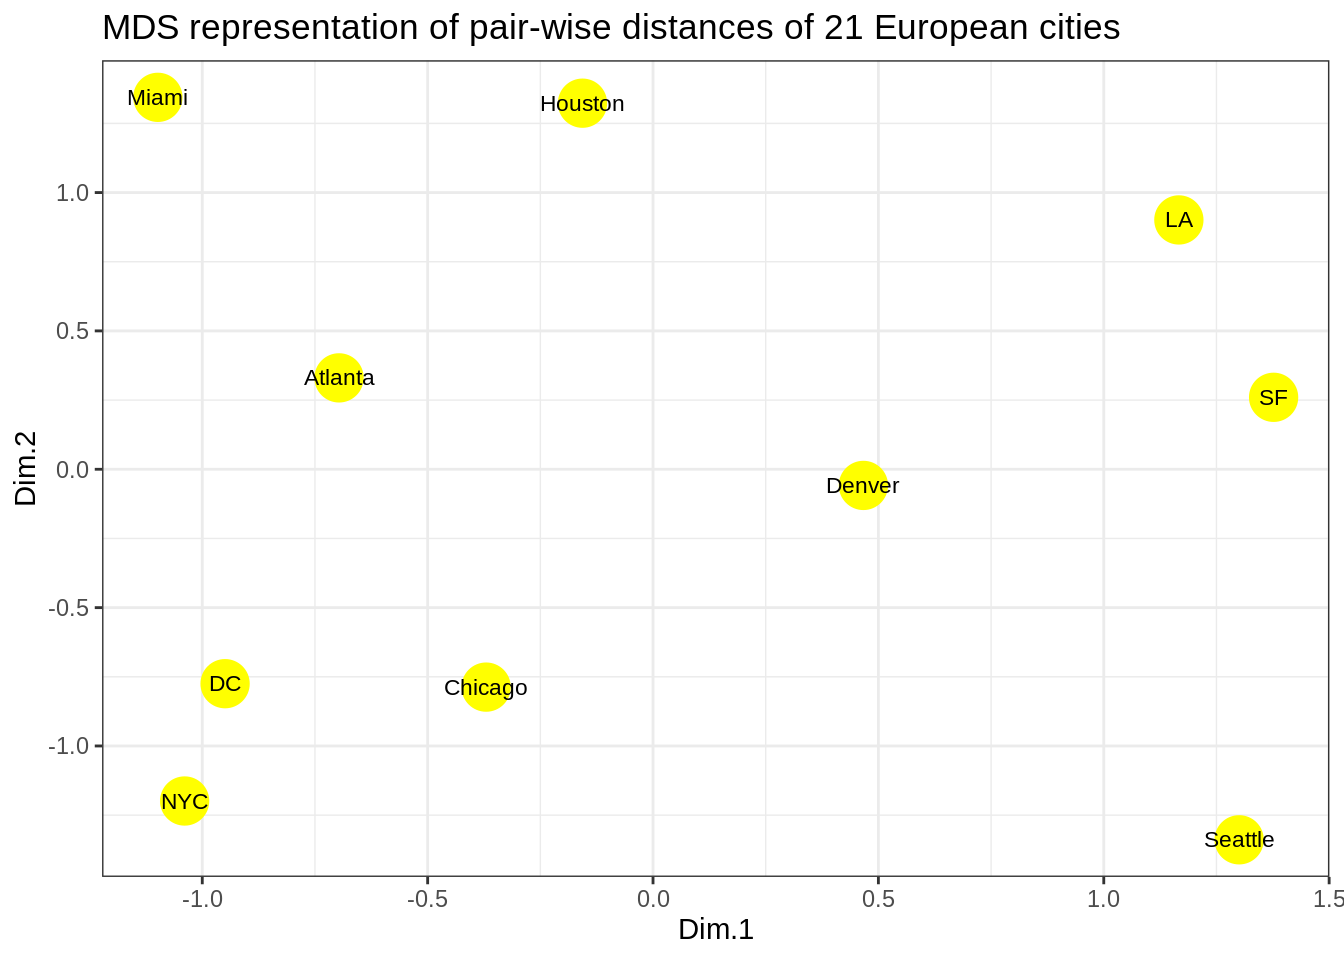 MDS representation of pair-wise distances of 21 European cities
Miami
Houston
1.0
LA
0.5
Atlanta
SF
Dim.2
0.0
Denver
-0.5
DC
Chicago
-1.0
NYC
Seattle
-1.0 -0.5 0.0 0.5 1.0 1.5
Dim.1